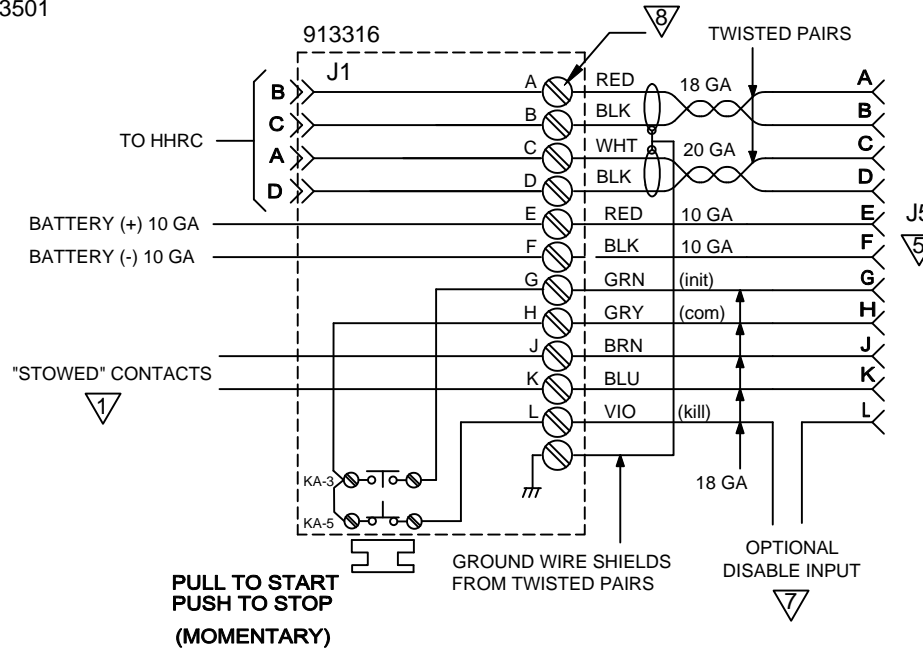 3501
913316
8
TWISTED PAIRS
J1
B A RED 18 GA A
C B BLK B
TO HHRC
A C WHT 20 GA C
D D BLK D
BATTERY (+) 10 GA E RED 10 GA E
J5
BATTERY (-) 10 GA F BLK 10 GA F
5
G GRN (init) G
H GRY (com) H
J BRN J
"STOWED" CONTACTS
K BLU K
1
L VIO (kill) L
KA-3
18 GA
KA-5
GROUND WIRE SHIELDS
FROM TWISTED PAIRS
OPTIONAL
DISABLE INPUT
7
PULL TO START
PUSH TO STOP
(MOMENTARY)